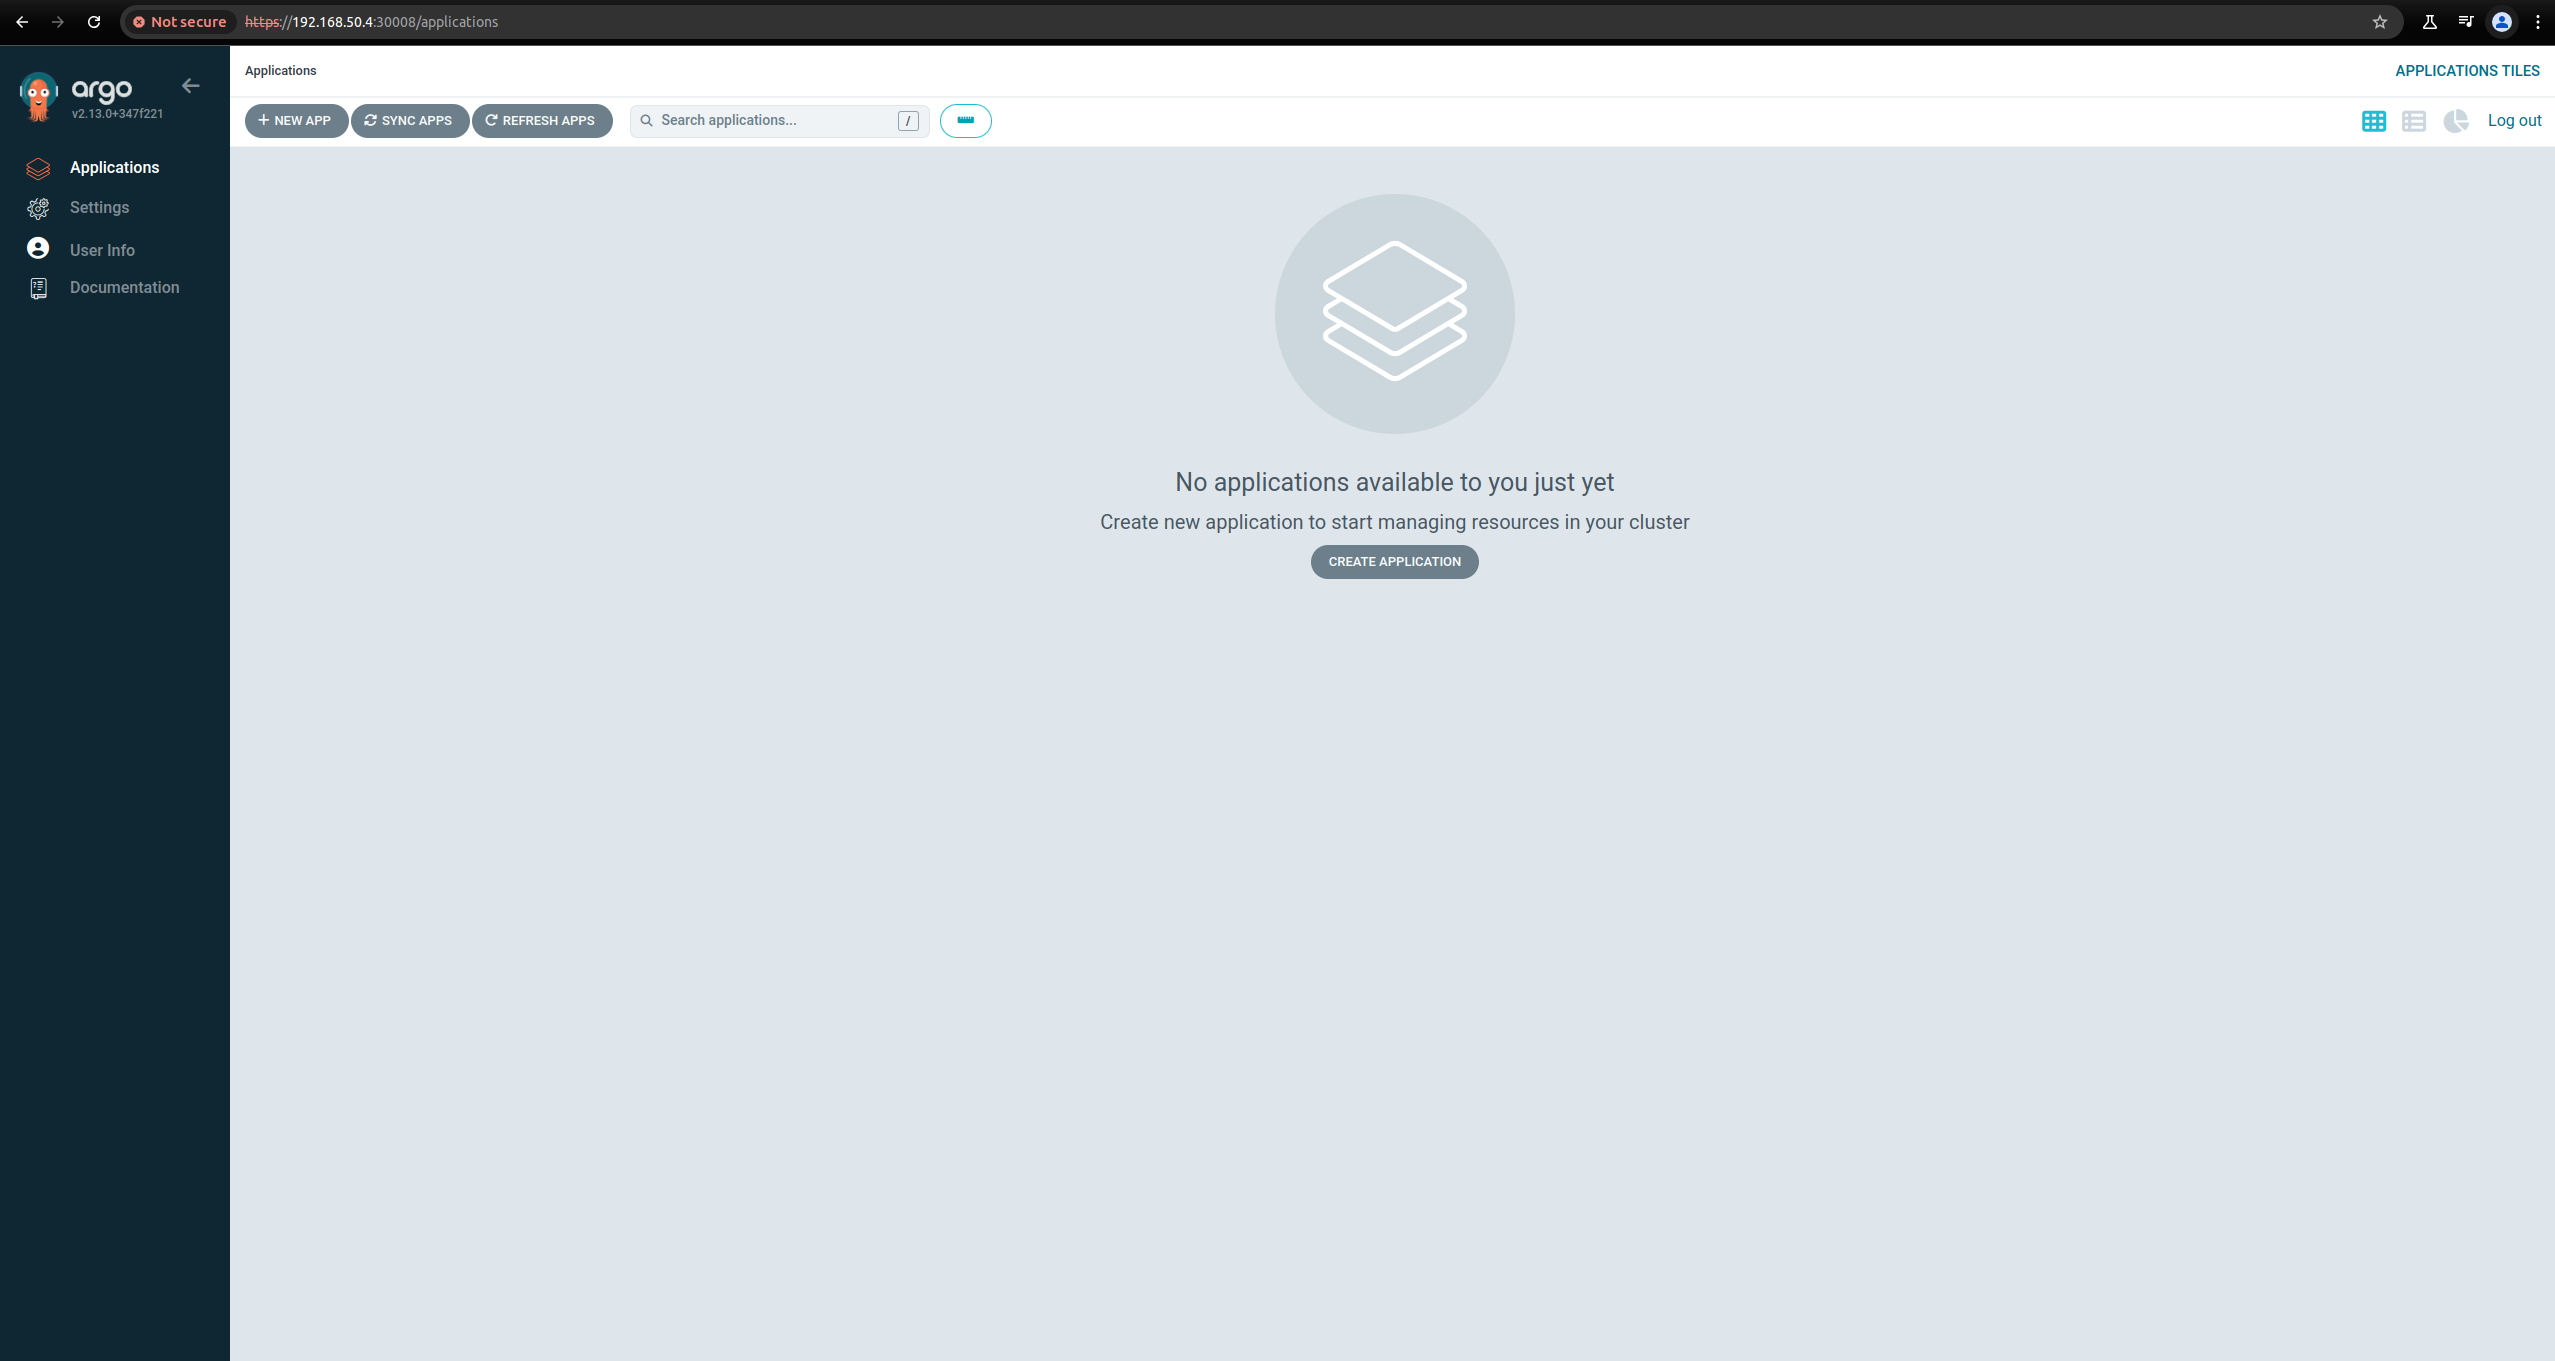 Not secure https://192.168.50.4:30008/applications
argo
v2.13.0+347f221
Applications
Settings
User Info
Documentation
Applications
APPLICATIONS TILES
+ NEW APP SYNC APPS REFRESH APPS Search applications... / Log out
No applications available to you just yet
Create new application to start managing resources in your cluster
CREATE APPLICATION